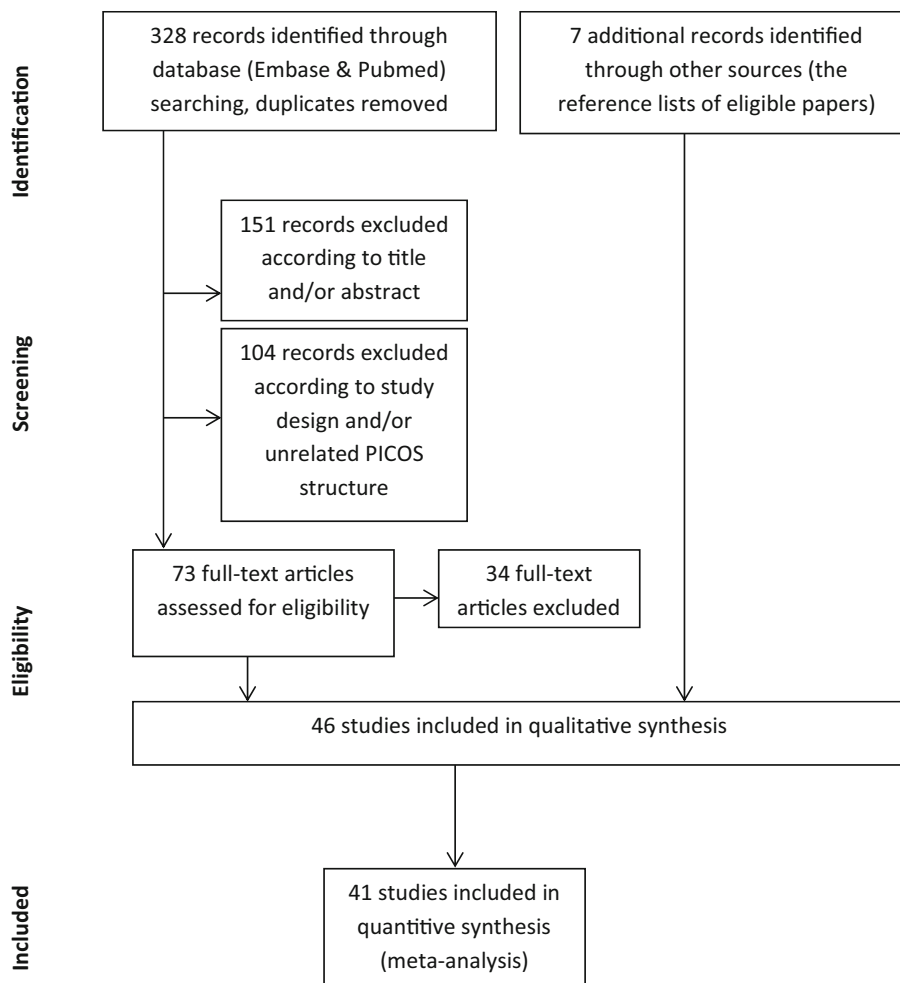 Identification
328 records identified through
database (Embase & Pubmed)
searching, duplicates removed
7 additional records identified
through other sources (the
reference lists of eligible papers)
Screening
151 records excluded
according to title
and/or abstract
104 records excluded
according to study
design and/or
unrelated PICOS
structure
Eligibility
73 full-text articles
assessed for eligibility
34 full-text
articles excluded
46 studies included in qualitative synthesis
Included
41 studies included in
quantitive synthesis
(meta-analysis)